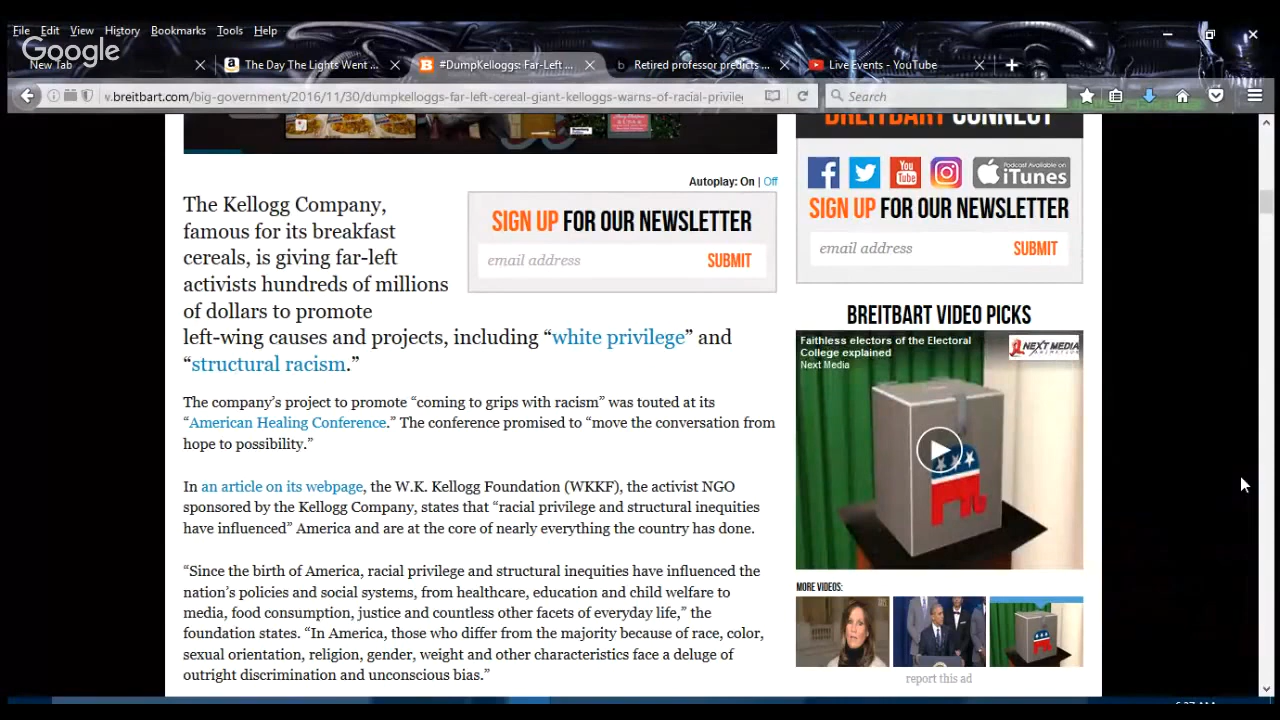 File Edit View History Bookmarks Tools Help
Google
New Tab
The Day The Lights Went ...
#DumpKelloggs: Far-Left ...
Retired professor predicts ...
Live Events - YouTube
v.breitbart.com/big-government/2016/11/30/dumpkelloggs-far-left-cereal-giant-kelloggs-warns-of-racial-privile
Search
BREITBART CONNECT
Autoplay: On | Off
The Kellogg Company,
famous for its breakfast
cereals, is giving far-left
activists hundreds of millions
of dollars to promote
left-wing causes and projects, including “white privilege” and
“structural racism.”
SIGN UP FOR OUR NEWSLETTER
email address
SUBMIT
The company’s project to promote “coming to grips with racism” was touted at its
“American Healing Conference.” The conference promised to “move the conversation from
hope to possibility.”
In an article on its webpage, the W.K. Kellogg Foundation (WKKF), the activist NGO
sponsored by the Kellogg Company, states that “racial privilege and structural inequities
have influenced” America and are at the core of nearly everything the country has done.
“Since the birth of America, racial privilege and structural inequities have influenced the
nation’s policies and social systems, from healthcare, education and child welfare to
media, food consumption, justice and countless other facets of everyday life,” the
foundation states. “In America, those who differ from the majority because of race, color,
sexual orientation, religion, gender, weight and other characteristics face a deluge of
outright discrimination and unconscious bias.”
You Tube
Podcast Available on
iTunes
SIGN UP FOR OUR NEWSLETTER
email address
SUBMIT
BREITBART VIDEO PICKS
Faithless electors of the Electoral
College explained
Next Media
NEXT MEDIA
ANIMATION
MORE VIDEOS:
report this ad